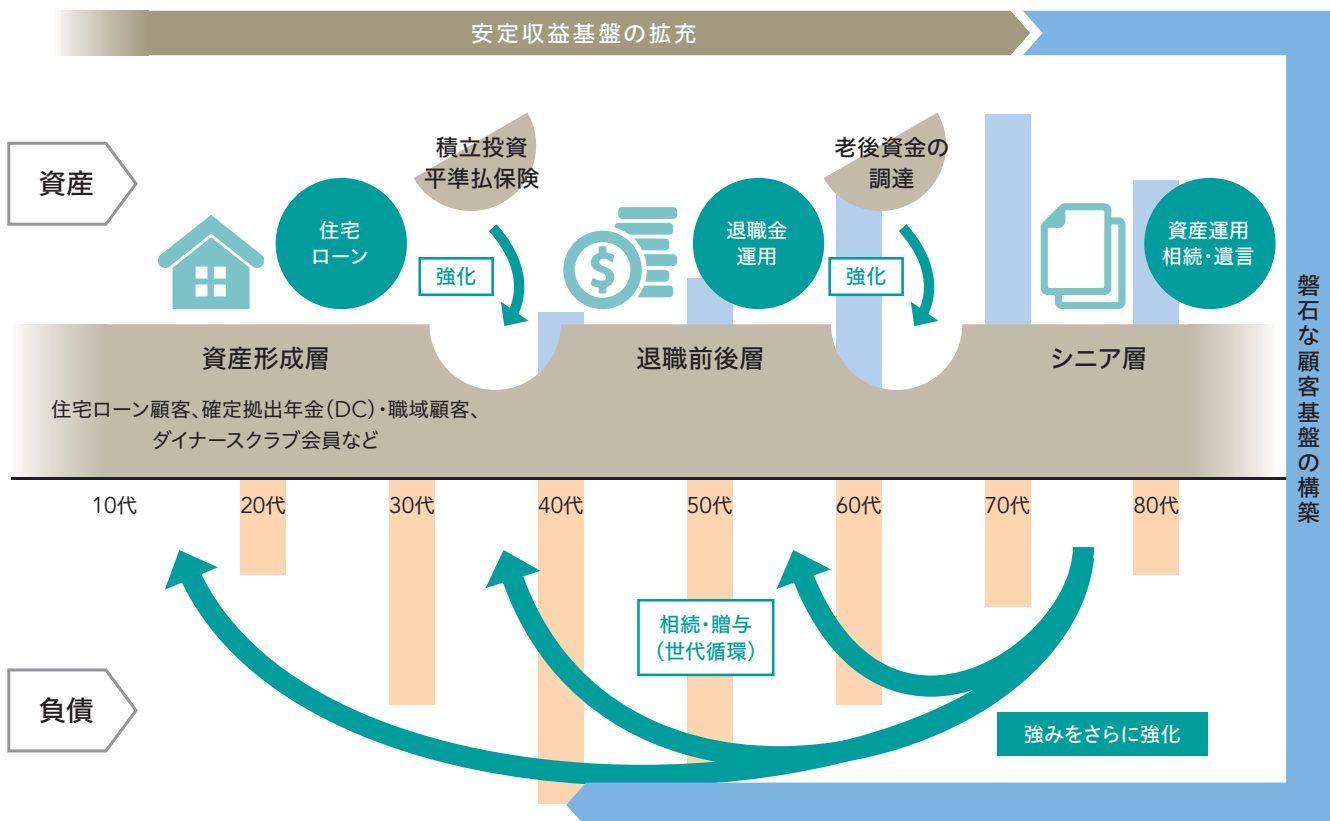 安定収益基盤の拡充
資産
積立投資
平準払保険
老後資金の
調達
住宅
ローン
強化
退職金
運用
強化
資産運用
相続・遺言
資産形成層
退職前後層
シニア層
住宅ローン顧客、確定拠出年金(DC)・職域顧客、
ダイナースクラブ会員など
10代
20代
30代
40代
50代
60代
70代
80代
相続・贈与
(世代循環)
負債
強みをさらに強化
磐石な顧客基盤の構築